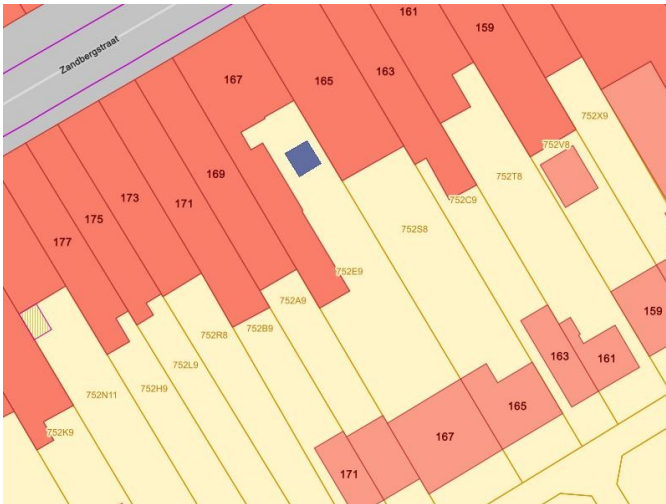 161
159
Zandbergstraat
167
165
163
752X9
752V8
173
171
169
752T8
175
752C9
177
752S8
752E9
752A9
159
752B9
752R8
163
161
752L9
752H9
752N11
165
167
752K9
171